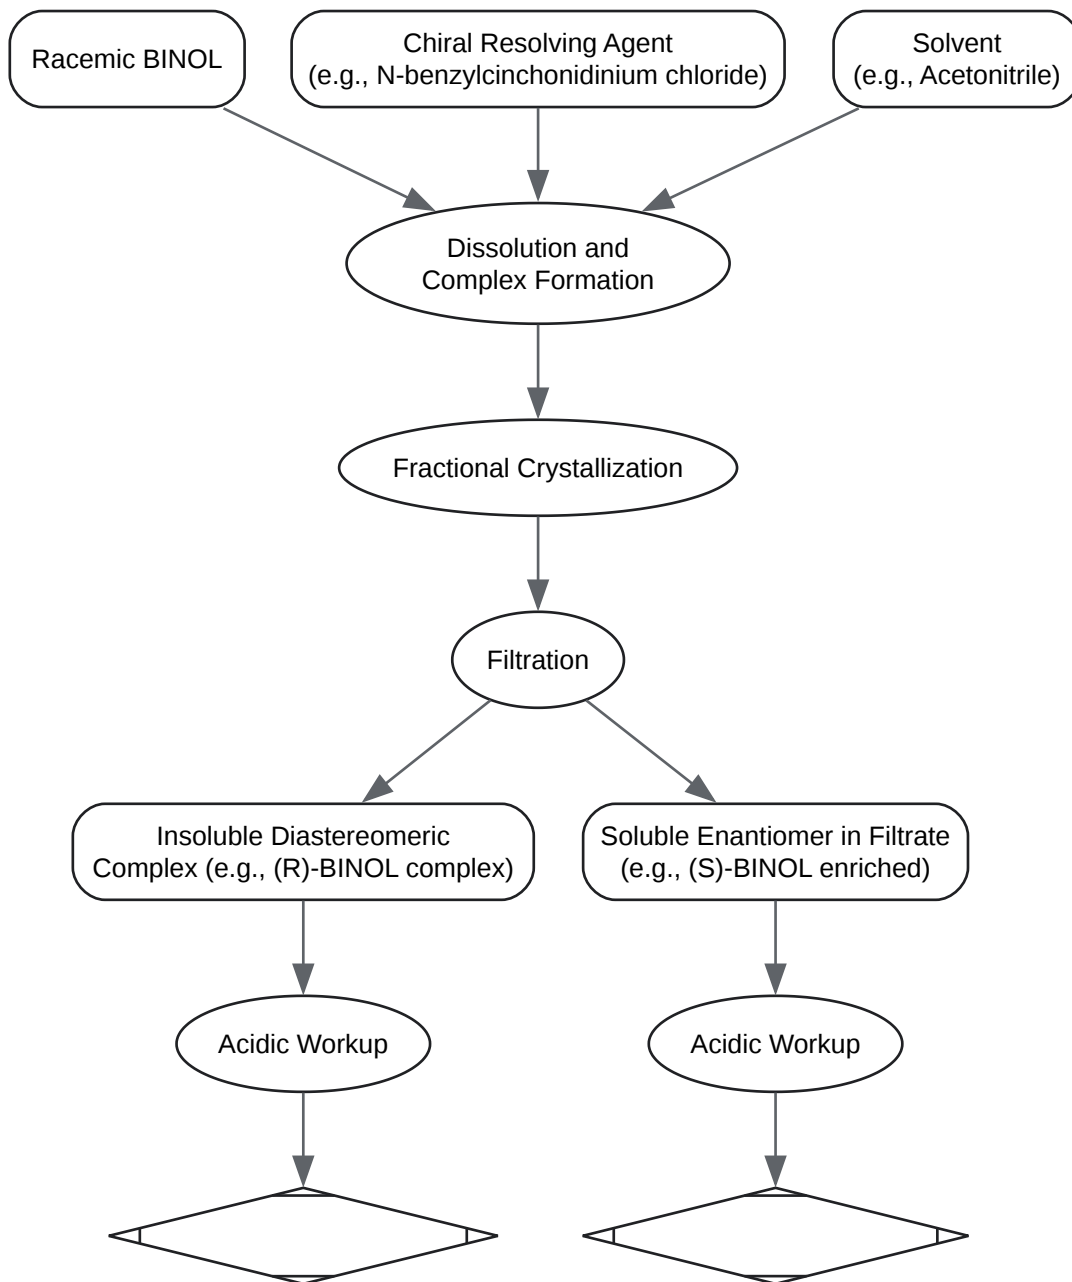 Racemic BINOL
Chiral Resolving Agent
(e.g., N-benzylcinchonidinium chloride)
Solvent
(e.g., Acetonitrile)
Dissolution and
Complex Formation
Fractional Crystallization
Filtration
Insoluble Diastereomeric
Complex (e.g., (R)-BINOL complex)
Soluble Enantiomer in Filtrate
(e.g., (S)-BINOL enriched)
Acidic Workup
Acidic Workup